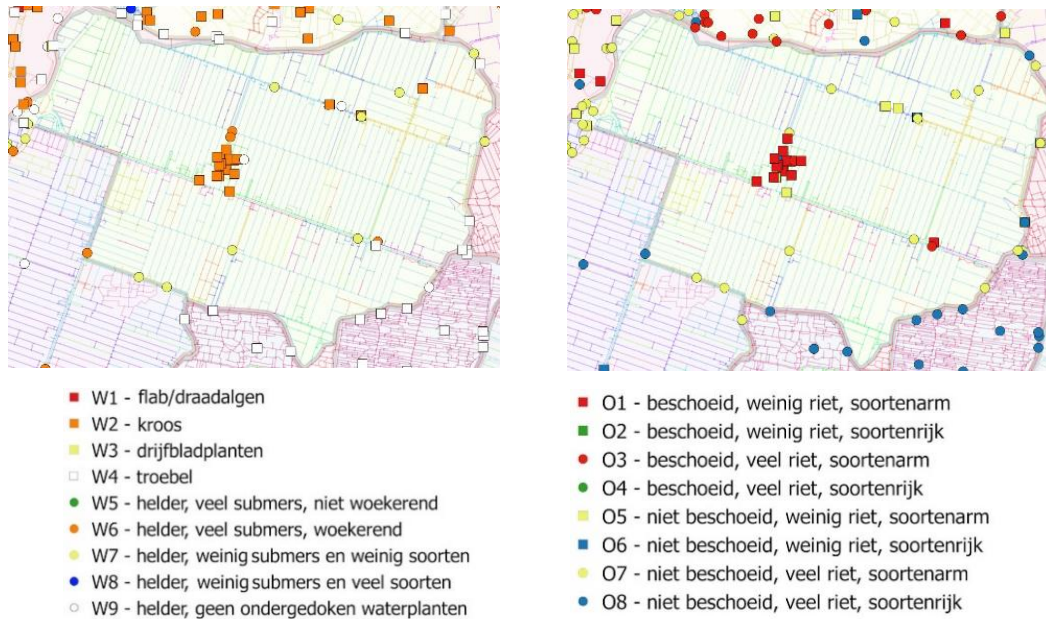 W1 - flab/draadalgen
W2 - kroos
W3 - drijfbladplanten
W4 - troebel
W5 - helder, veel submers, niet woekerend
W6 - helder, veel submers, woekerend
W7 - helder, weinig submers en weinig soorten
W8 - helder, weinig submers en veel soorten
W9 - helder, geen ondergedoken waterplanten
O1 - beschoeid, weinig riet, soortenarm
O2 - beschoeid, weinig riet, soortenrijk
O3 - beschoeid, veel riet, soortenarm
O4 - beschoeid, veel riet, soortenrijk
O5 - niet beschoeid, weinig riet, soortenarm
O6 - niet beschoeid, weinig riet, soortenrijk
O7 - niet beschoeid, veel riet, soortenarm
O8 - niet beschoeid, veel riet, soortenrijk